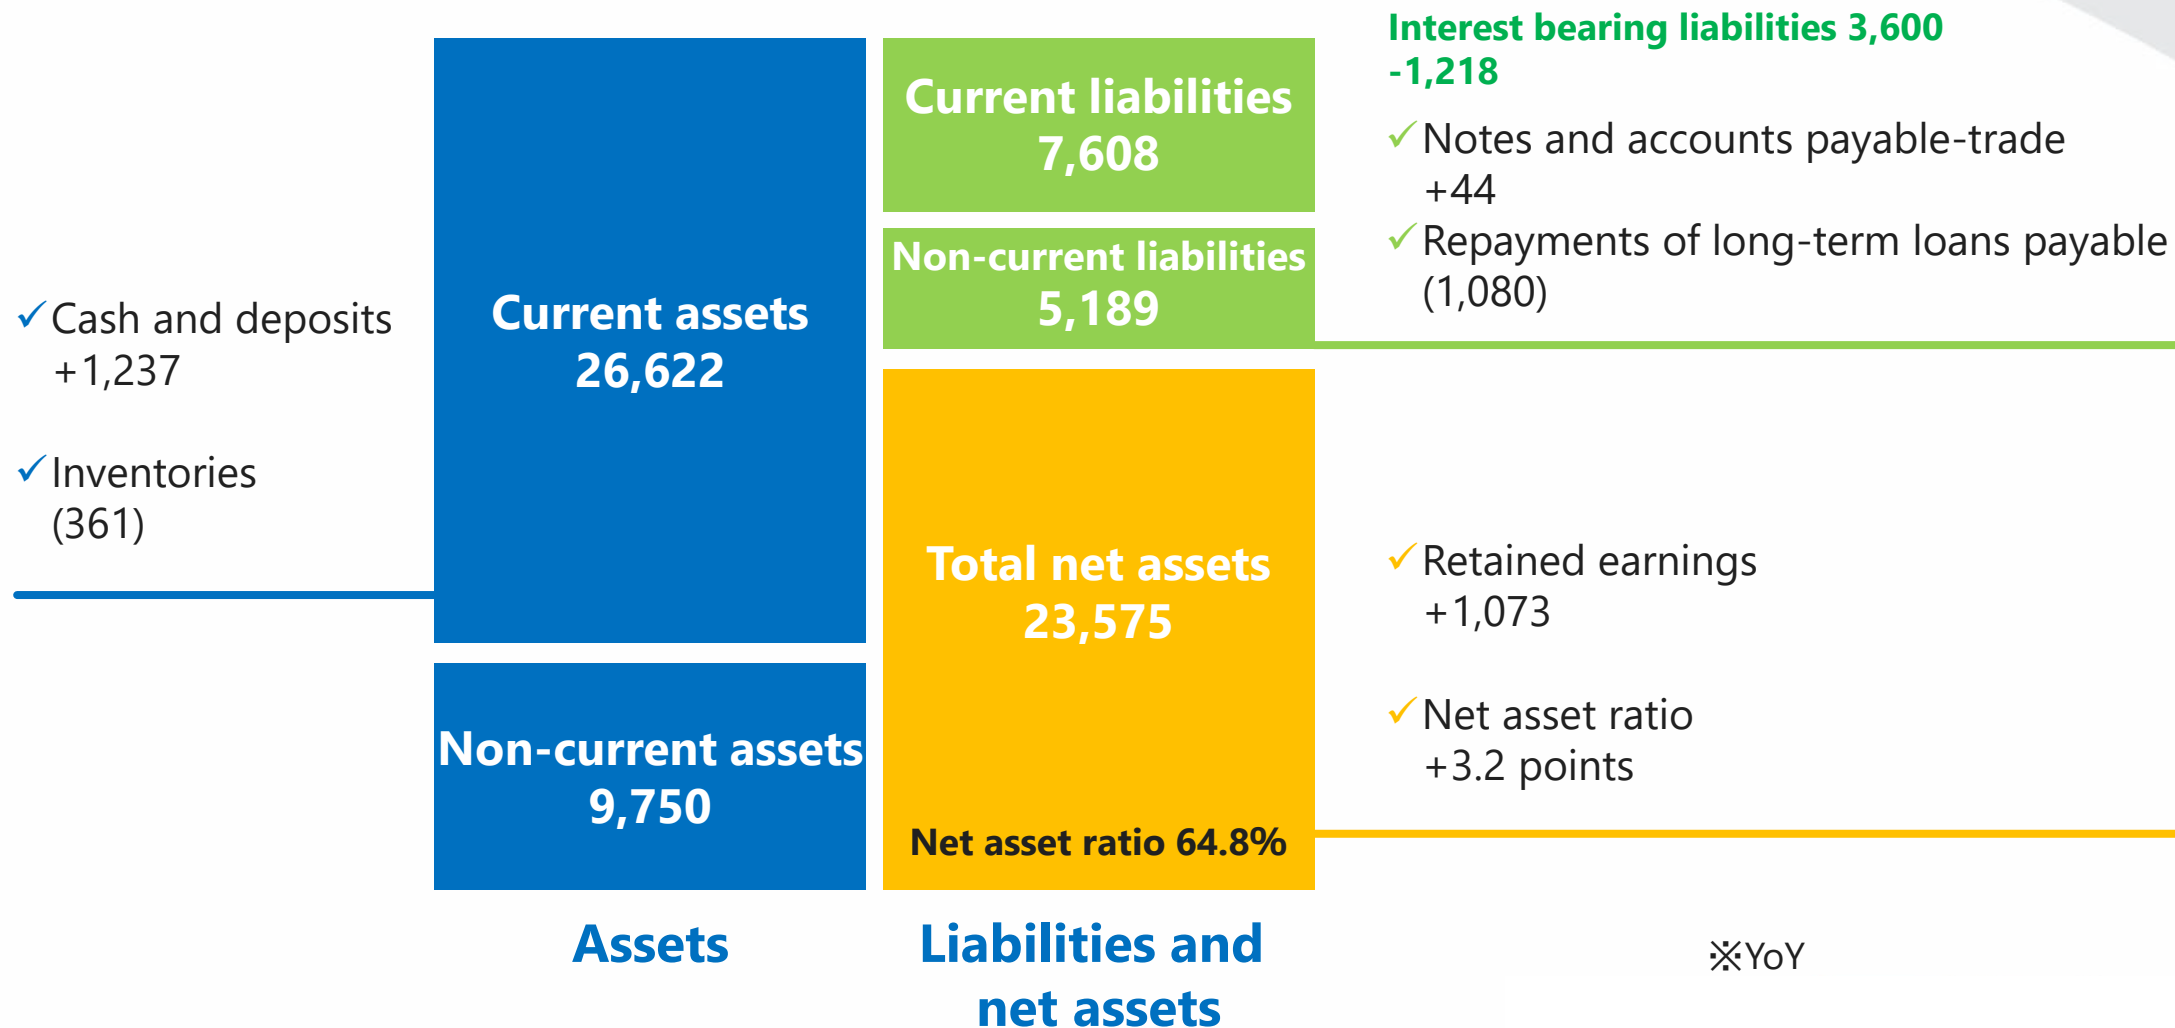 ✓Cash and deposits
+1,237
✓Inventories
(361)
Current assets
26,622
Non-current assets
9,750
Assets
Current liabilities
7,608
Non-current liabilities
5,189
Total net assets
23,575
Net asset ratio 64.8%
Liabilities and
net assets
Interest bearing liabilities 3,600
-1,218
✓Notes and accounts payable-trade
+44
✓Repayments of long-term loans payable
(1,080)
✓Retained earnings
+1,073
✓Net asset ratio
+3.2 points
※YoY